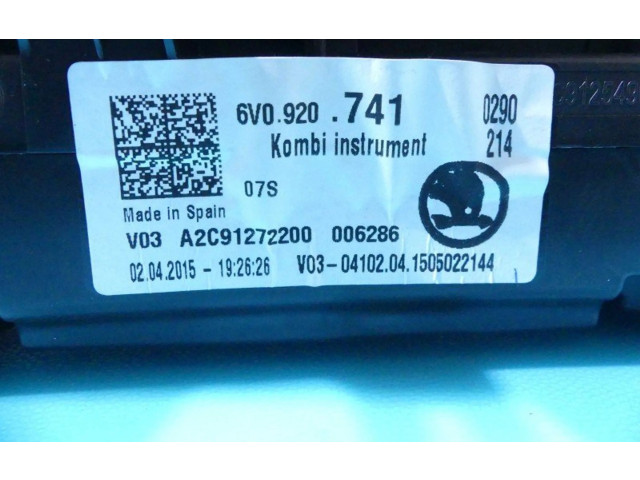 6V0.920 .741 0290
Kombi instrument 214
07S
Made in Spain
V03 A2C91272200 006286
02.04.2015 - 19:26:26 V03-04102.04.1505022144